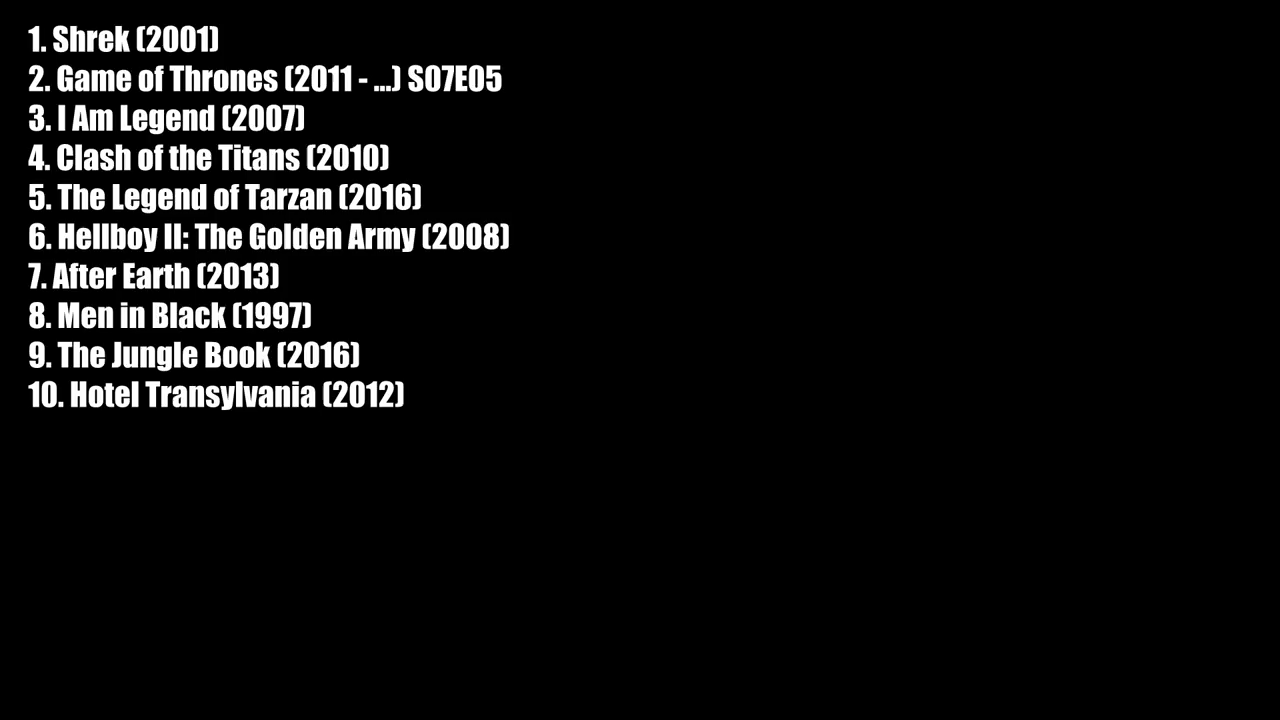 1. Shrek (2001)
2. Game of Thrones (2011 - ...) S07E05
3. I Am Legend (2007)
4. Clash of the Titans (2010)
5. The Legend of Tarzan (2016)
6. Hellboy II: The Golden Army (2008)
7. After Earth (2013)
8. Men in Black (1997)
9. The Jungle Book (2016)
10. Hotel Transylvania (2012)